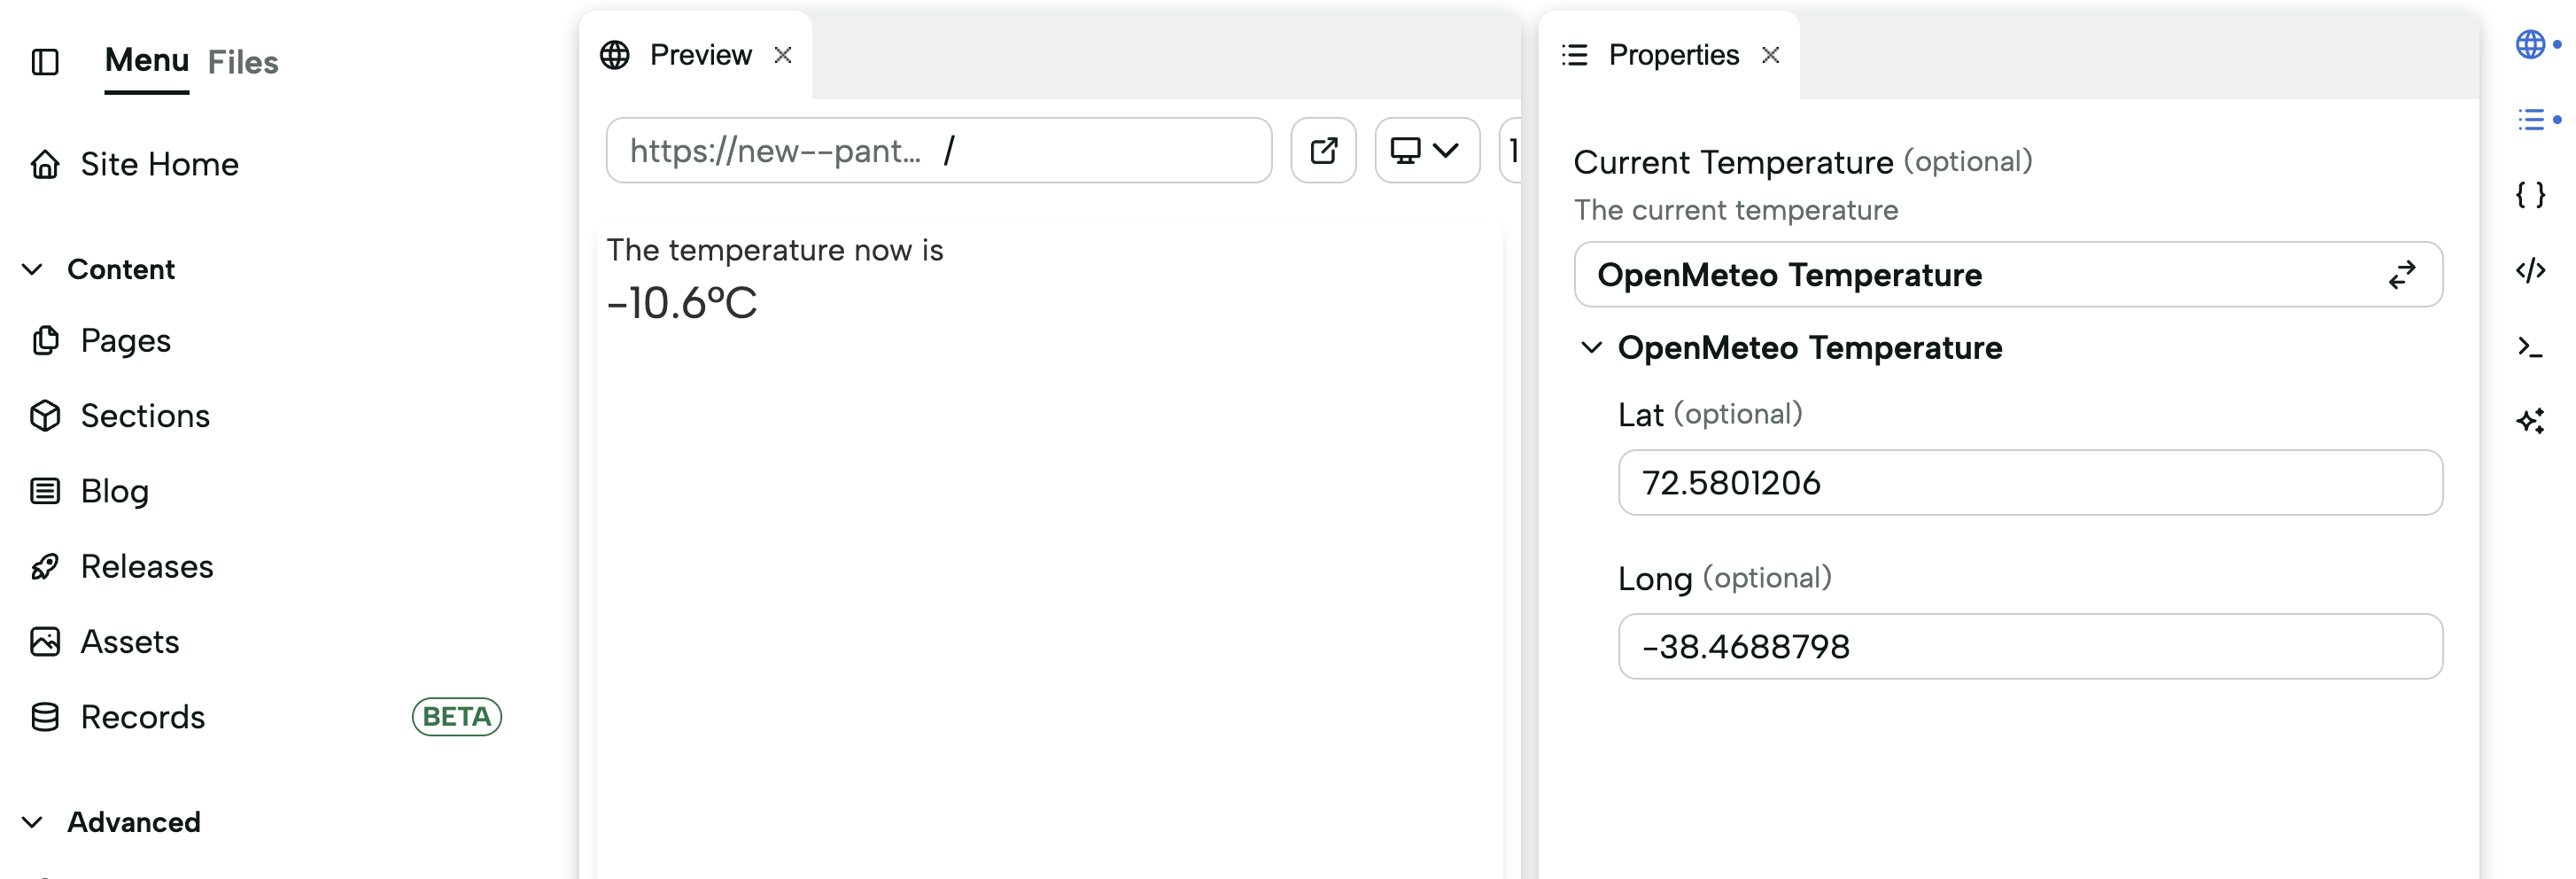 Menu Files
Site Home
Content
Pages
Sections
Blog
Releases
Assets
Records BETA
Advanced
Preview
https://new--pant... /
1
The temperature now is
-10.6°C
Properties
Current Temperature (optional)
The current temperature
OpenMeteo Temperature
OpenMeteo Temperature
Lat (optional)
72.5801206
Long (optional)
-38.4688798